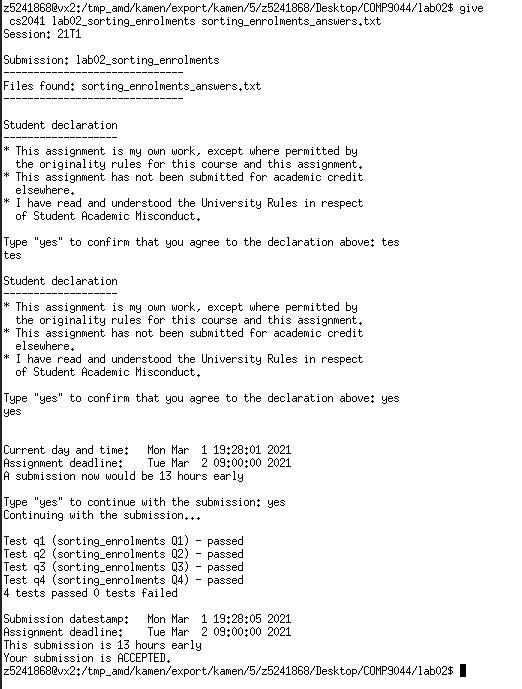 z5241868@vx2:/tmp_amd/kamen/export/kamen/5/z5241868/Desktop/COMP9044/lab02$ give
cs2041 lab02_sorting_enrolments sorting_enrolments_answers.txt
Session: 21T1

Submission: lab02_sorting_enrolments
------------------------------
Files found: sorting_enrolments_answers.txt
------------------------------

Student declaration
-------------------
* This assignment is my own work, except where permitted by
  the originality rules for this course and this assignment.
* This assignment has not been submitted for academic credit
  elsewhere.
* I have read and understood the University Rules in respect
  of Student Academic Misconduct.

Type "yes" to confirm that you agree to the declaration above: tes
tes

Student declaration
-------------------
* This assignment is my own work, except where permitted by
  the originality rules for this course and this assignment.
* This assignment has not been submitted for academic credit
  elsewhere.
* I have read and understood the University Rules in respect
  of Student Academic Misconduct.

Type "yes" to confirm that you agree to the declaration above: yes
yes

Current day and time:   Mon Mar  1 19:28:01 2021
Assignment deadline:    Tue Mar  2 09:00:00 2021
A submission now would be 13 hours early

Type "yes" to continue with the submission: yes
Continuing with the submission...

Test q1 (sorting_enrolments Q1) - passed
Test q2 (sorting_enrolments Q2) - passed
Test q3 (sorting_enrolments Q3) - passed
Test q4 (sorting_enrolments Q4) - passed
4 tests passed 0 tests failed

Submission datestamp:   Mon Mar  1 19:28:05 2021
Assignment deadline:    Tue Mar  2 09:00:00 2021
This submission is 13 hours early
Your submission is ACCEPTED.
z5241868@vx2:/tmp_amd/kamen/export/kamen/5/z5241868/Desktop/COMP9044/lab02$